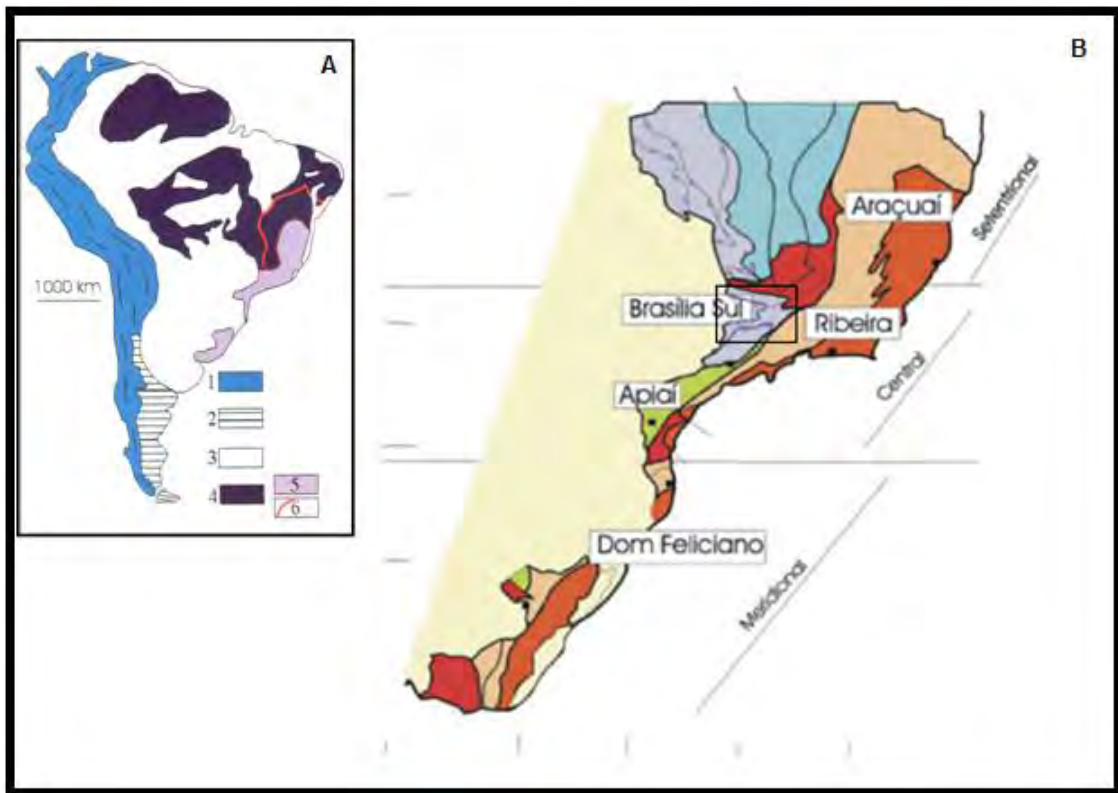 A
1000 km
1
2
3
4
5
6
B
Araçuaí
Setentrional
Brasília Sul
Ribeira
Central
Apiaí
Dom Feliciano
Meridional